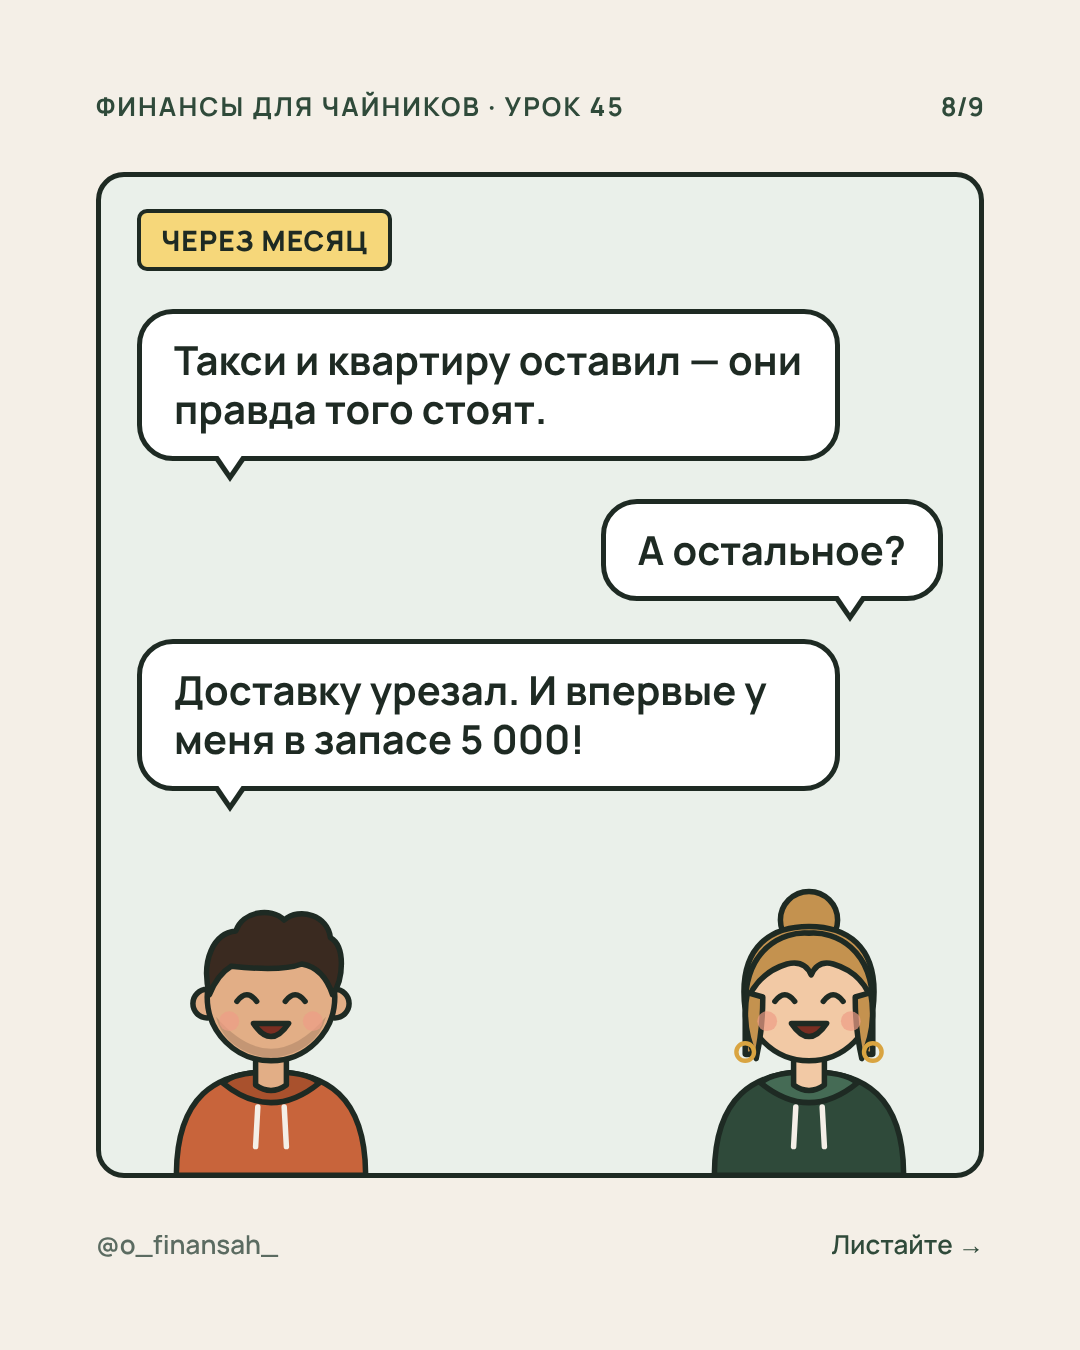 ФИНАНСЫ ДЛЯ ЧАЙНИКОВ · УРОК 45
8/9
ЧЕРЕЗ МЕСЯЦ
Такси и квартиру оставил — они
правда того стоят.
А остальное?
Доставку урезал. И впервые у
меня в запасе 5 000!
@o_finansah_
Листайте →